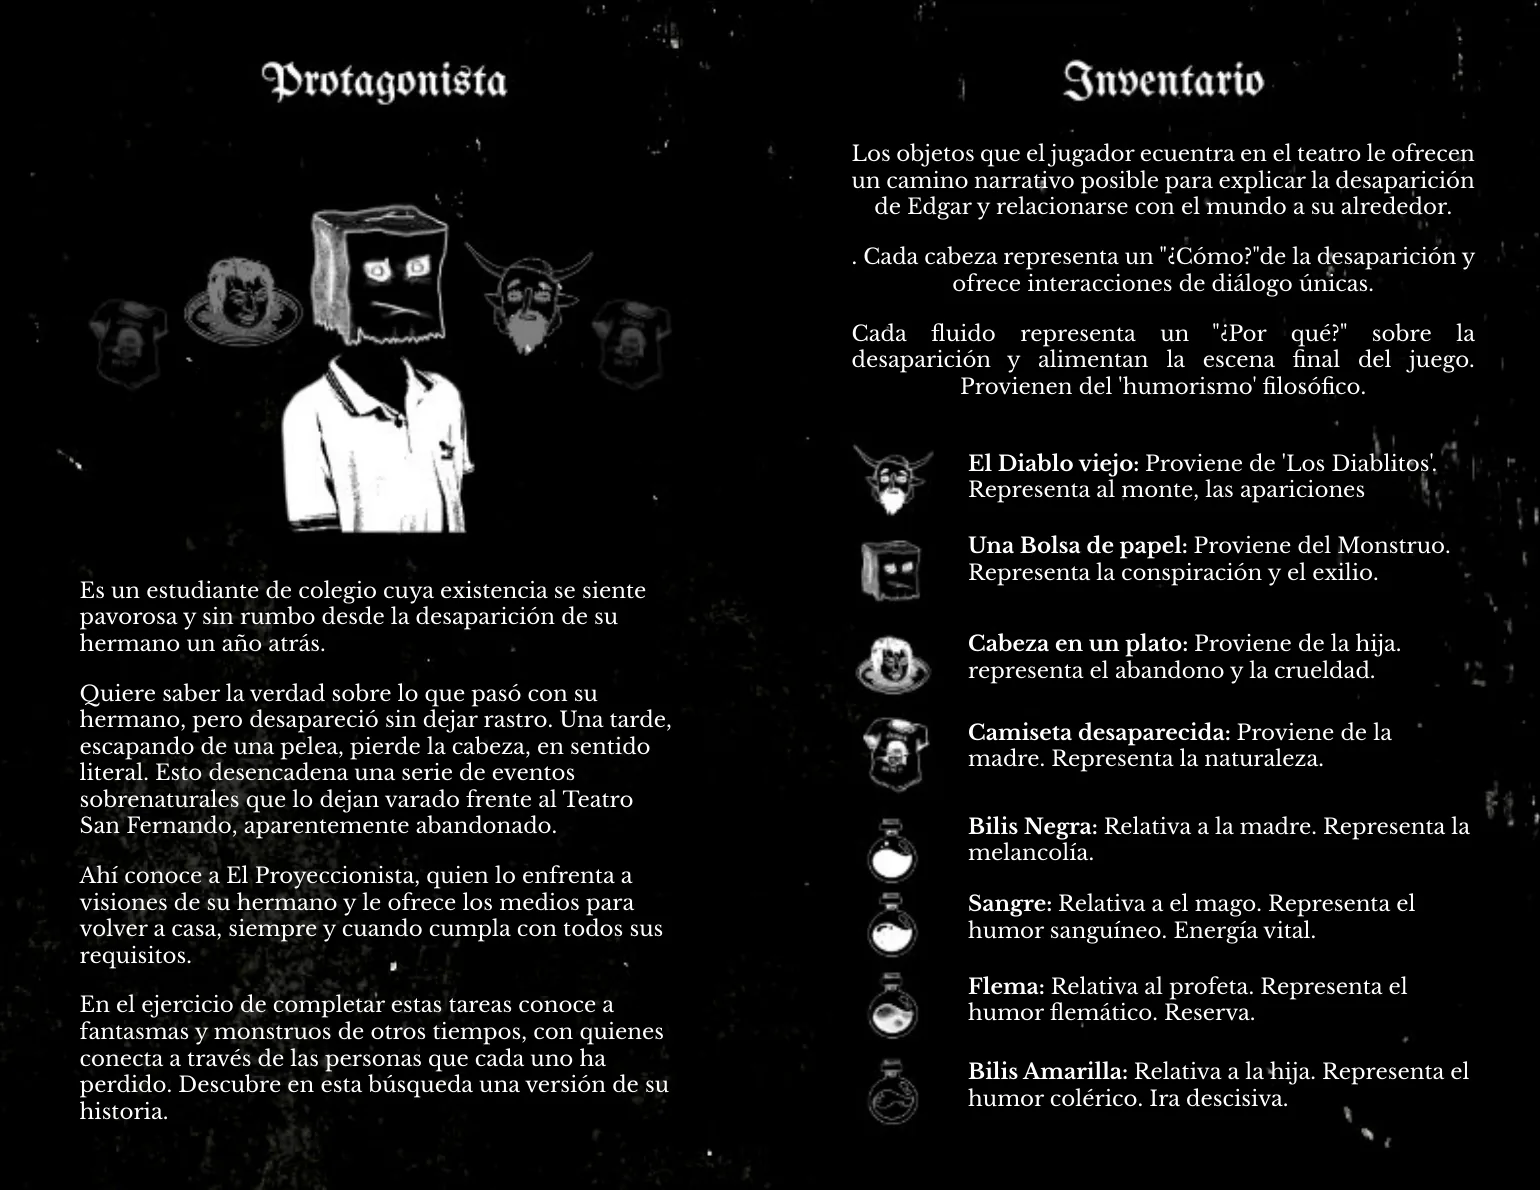 Protagonista
Es un estudiante de colegio cuya existencia se siente
pavorosa y sin rumbo desde la desaparición de su
hermano un año atrás.
Quiere saber la verdad sobre lo que pasó con su
hermano, pero desapareció sin dejar rastro. Una tarde,
escapando de una pelea, pierde la cabeza, en sentido
literal. Esto desencadena una serie de eventos
sobrenaturales que lo dejan varado frente al Teatro
San Fernando, aparentemente abandonado.
Ahí conoce a El Proyeccionista, quien lo enfrenta a
visiones de su hermano y le ofrece los medios para
volver a casa, siempre y cuando cumpla con todos sus
requisitos.
En el ejercicio de completar estas tareas conoce a
fantasmas y monstruos de otros tiempos, con quienes
conecta a través de las personas que cada uno ha
perdido. Descubre en esta búsqueda una versión de su
historia.
Inventario
Los objetos que el jugador ecuentra en el teatro le ofrecen
un camino narrativo posible para explicar la desaparición
de Edgar y relacionarse con el mundo a su alrededor.
. Cada cabeza representa un "¿Cómo?"de la desaparición y
ofrece interacciones de diálogo únicas.
Cada fluido representa un "¿Por qué?" sobre la
desaparición y alimentan la escena final del juego.
Provienen del 'humorismo' filosófico.
El Diablo viejo: Proviene de 'Los Diablitos'.
Representa al monte, las apariciones
Una Bolsa de papel: Proviene del Monstruo.
Representa la conspiración y el exilio.
Cabeza en un plato: Proviene de la hija.
representa el abandono y la crueldad.
Camiseta desaparecida: Proviene de la
madre. Representa la naturaleza.
Bilis Negra: Relativa a la madre. Representa la
melancolía.
Sangre: Relativa a el mago. Representa el
humor sanguíneo. Energía vital.
Flema: Relativa al profeta. Representa el
humor flemático. Reserva.
Bilis Amarilla: Relativa a la hija. Representa el
humor colérico. Ira descisiva.